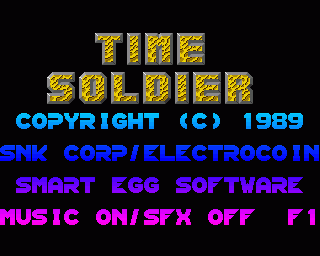 TIME
SOLDIER
COPYRIGHT (C) 1989
SNK CORP/ELECTROCOIN
SMART EGG SOFTWARE
MUSIC ON/SFX OFF F1